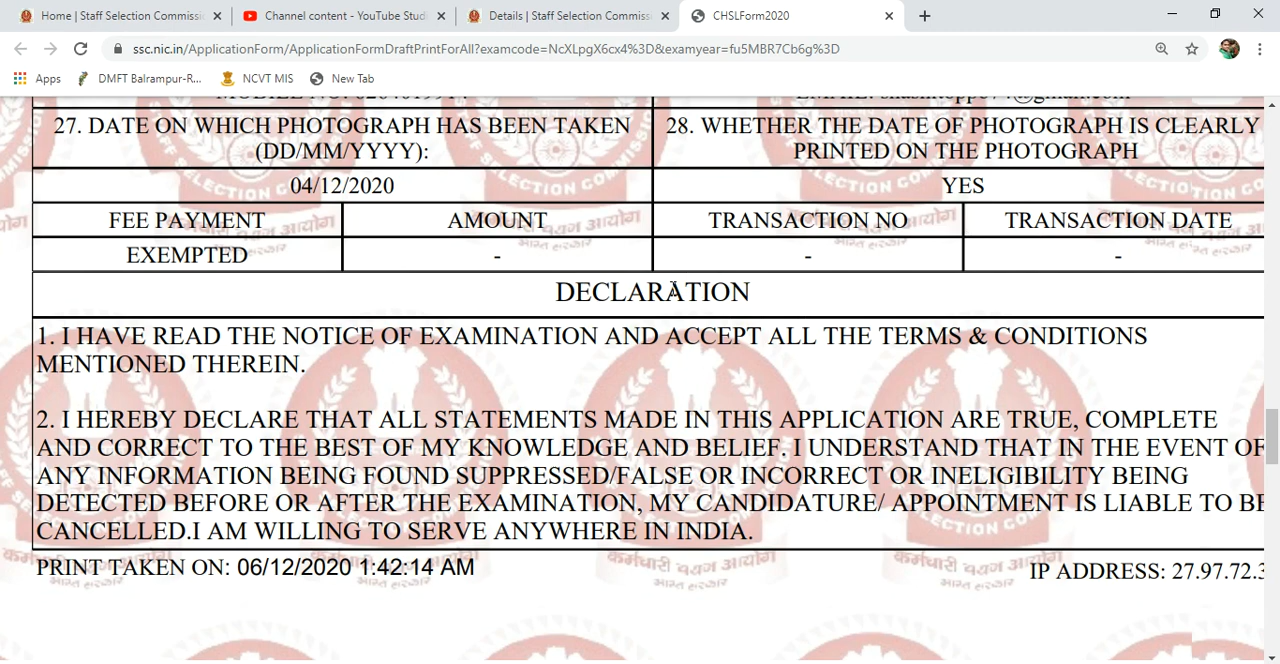 Home | Staff Selection Commissi
Channel content - YouTube Studi
Details | Staff Selection Commiss
CHSLForm2020
ssc.nic.in/ApplicationForm/ApplicationFormDraftPrintForAll?examcode=NcXLpgX6cx4%3D&examyear=fu5MBR7Cb6g%3D
Apps
DMFT Balrampur-R...
NCVT MIS
New Tab
27. DATE ON WHICH PHOTOGRAPH HAS BEEN TAKEN
(DD/MM/YYYY):
28. WHETHER THE DATE OF PHOTOGRAPH IS CLEARLY
PRINTED ON THE PHOTOGRAPH
04/12/2020
YES
FEE PAYMENT
AMOUNT
TRANSACTION NO
TRANSACTION DATE
EXEMPTED
-
-
-
DECLARATION
1. I HAVE READ THE NOTICE OF EXAMINATION AND ACCEPT ALL THE TERMS & CONDITIONS
MENTIONED THEREIN.
2. I HEREBY DECLARE THAT ALL STATEMENTS MADE IN THIS APPLICATION ARE TRUE, COMPLETE
AND CORRECT TO THE BEST OF MY KNOWLEDGE AND BELIEF. I UNDERSTAND THAT IN THE EVENT OF
ANY INFORMATION BEING FOUND SUPPRESSED/FALSE OR INCORRECT OR INELIGIBILITY BEING
DETECTED BEFORE OR AFTER THE EXAMINATION, MY CANDIDATURE/ APPOINTMENT IS LIABLE TO BE
CANCELLED.I AM WILLING TO SERVE ANYWHERE IN INDIA.
PRINT TAKEN ON: 06/12/2020 1:42:14 AM
IP ADDRESS: 27.97.72.3